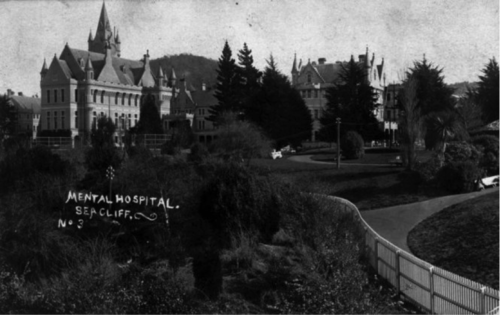 MENTAL HOSPITAL.
SEACLIFF.
No 3